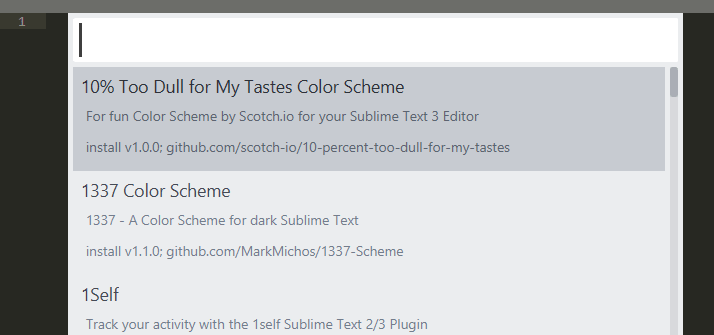 1
10% Too Dull for My Tastes Color Scheme
For fun Color Scheme by Scotch.io for your Sublime Text 3 Editor
install v1.0.0; github.com/scotch-io/10-percent-too-dull-for-my-tastes
1337 Color Scheme
1337 - A Color Scheme for dark Sublime Text
install v1.1.0; github.com/MarkMichos/1337-Scheme
1Self
Track your activity with the 1self Sublime Text 2/3 Plugin